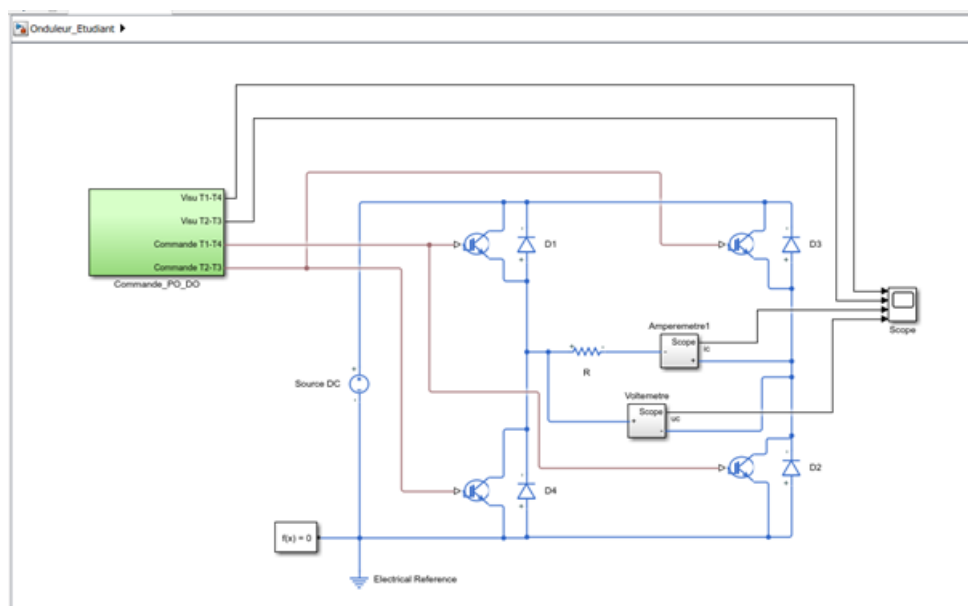 Onduleur_Etudiant
Visu T1-T4
Visu T2-T3
Commande T1-T4
Commande T2-T3
Commande_PO_DO
D1
D3
Amperemetre1
Scope
ic
+
-
R
Scope
Source DC
+
-
Voltemetre
Scope
uc
+
-
D4
D2
f(x) = 0
Electrical Reference